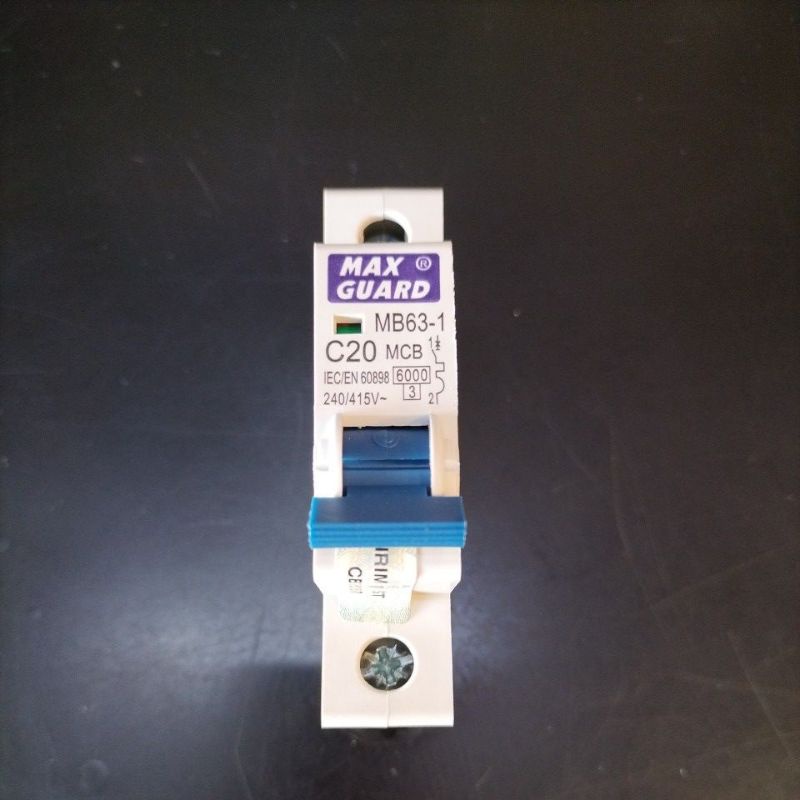 MAX ®
GUARD
MB63-1
C20 MCB
1
IEC/EN 60898 6000
3
240/415V~
2